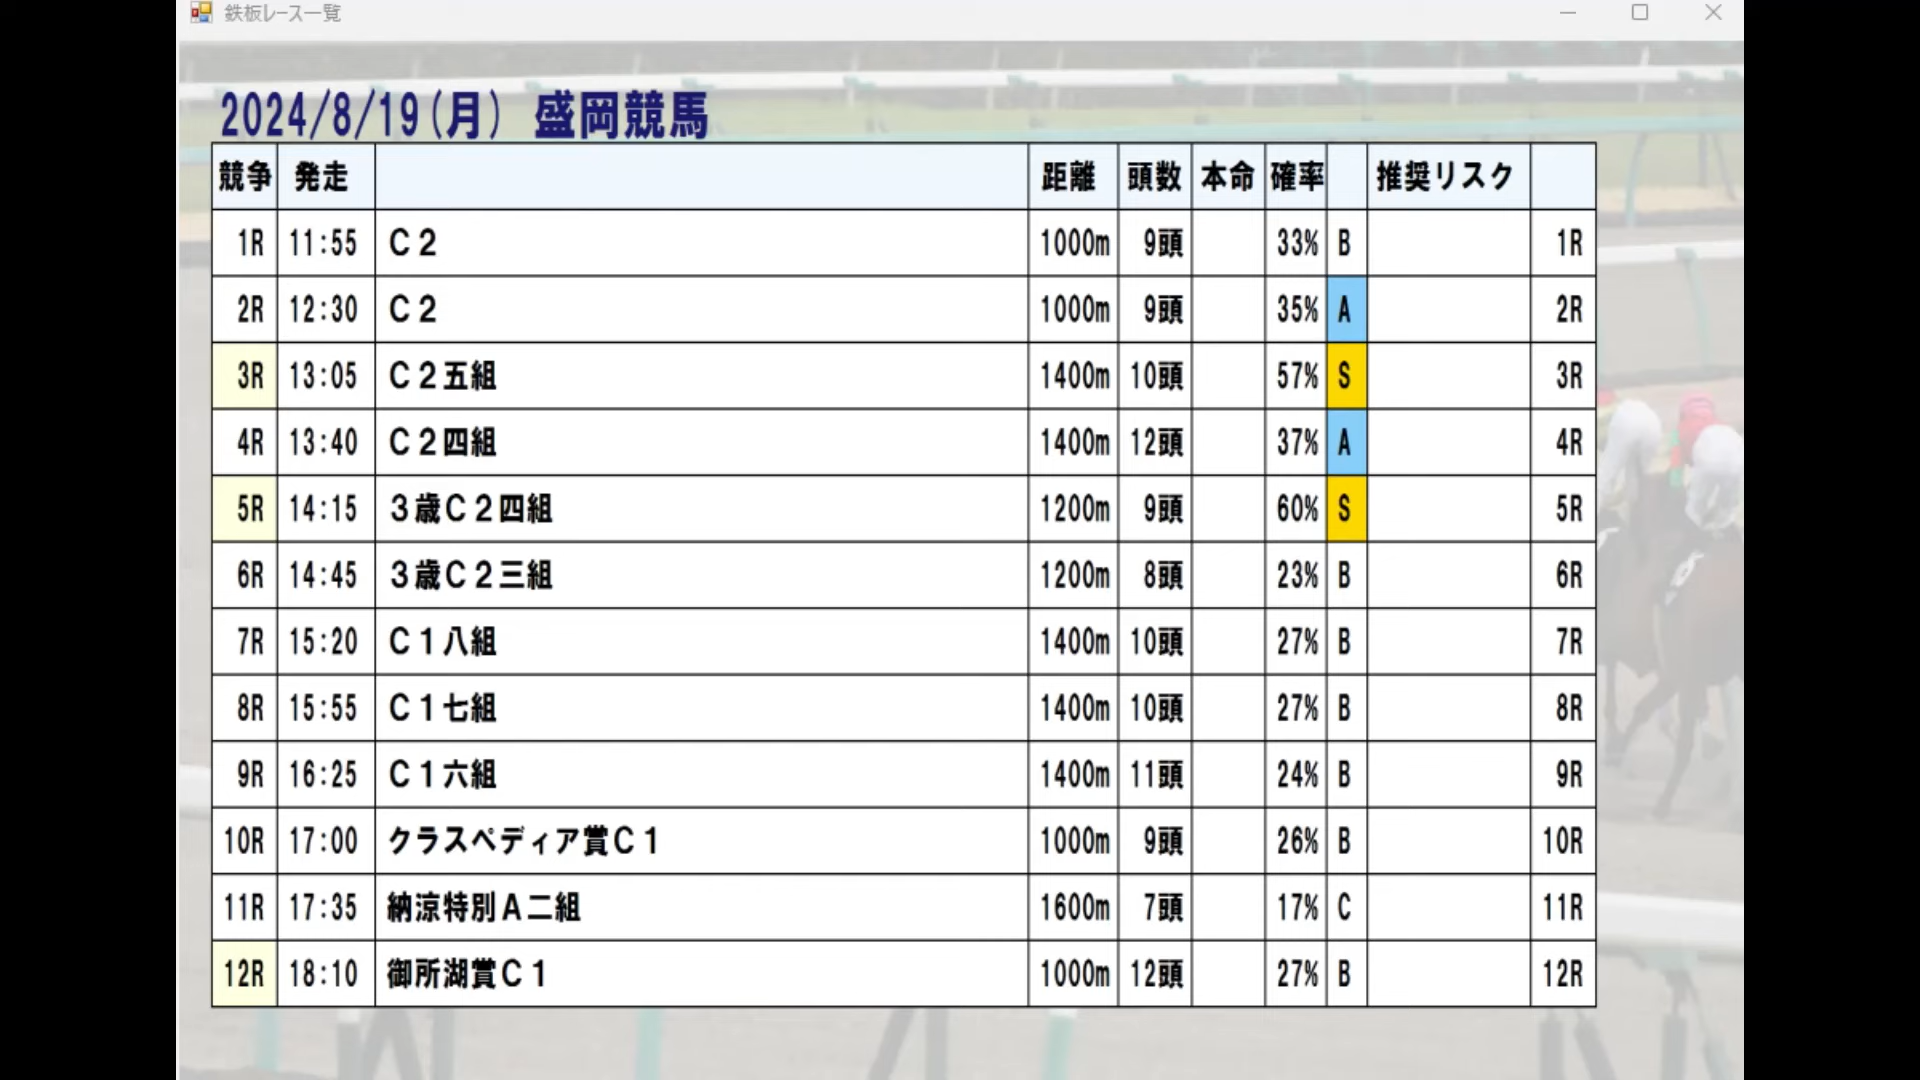 鉄板レース一覧
2024/8/19(月) 盛岡競馬
競争 発走 距離 頭数 本命 確率 推奨リスク
1R 11:55 C2 1000m 9頭 33% B 1R
2R 12:30 C2 1000m 9頭 35% A 2R
3R 13:05 C2五組 1400m 10頭 57% S 3R
4R 13:40 C2四組 1400m 12頭 37% A 4R
5R 14:15 3歳C2四組 1200m 9頭 60% S 5R
6R 14:45 3歳C2三組 1200m 8頭 23% B 6R
7R 15:20 C1八組 1400m 10頭 27% B 7R
8R 15:55 C1七組 1400m 10頭 27% B 8R
9R 16:25 C1六組 1400m 11頭 24% B 9R
10R 17:00 クラスペディア賞C1 1000m 9頭 26% B 10R
11R 17:35 納涼特別A二組 1600m 7頭 17% C 11R
12R 18:10 御所湖賞C1 1000m 12頭 27% B 12R